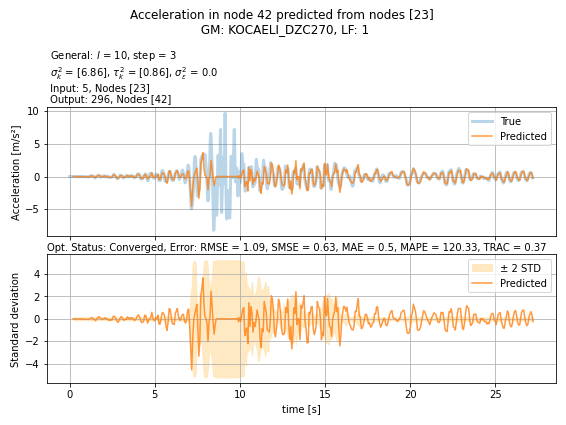 Acceleration in node 42 predicted from nodes [23]
GM: KOCAELI_DZC270, LF: 1
General: l = 10, step = 3
σ²ₖ = [6.86], τ²ₖ = [0.86], σ²ε = 0.0
Input: 5, Nodes [23]
Output: 296, Nodes [42]
10
5
0
−5
Acceleration [m/s²]
True
Predicted
Opt. Status: Converged, Error: RMSE = 1.09, SMSE = 0.63, MAE = 0.5, MAPE = 120.33, TRAC = 0.37
4
2
0
−2
−4
Standard deviation
± 2 STD
Predicted
0 5 10 15 20 25
time [s]